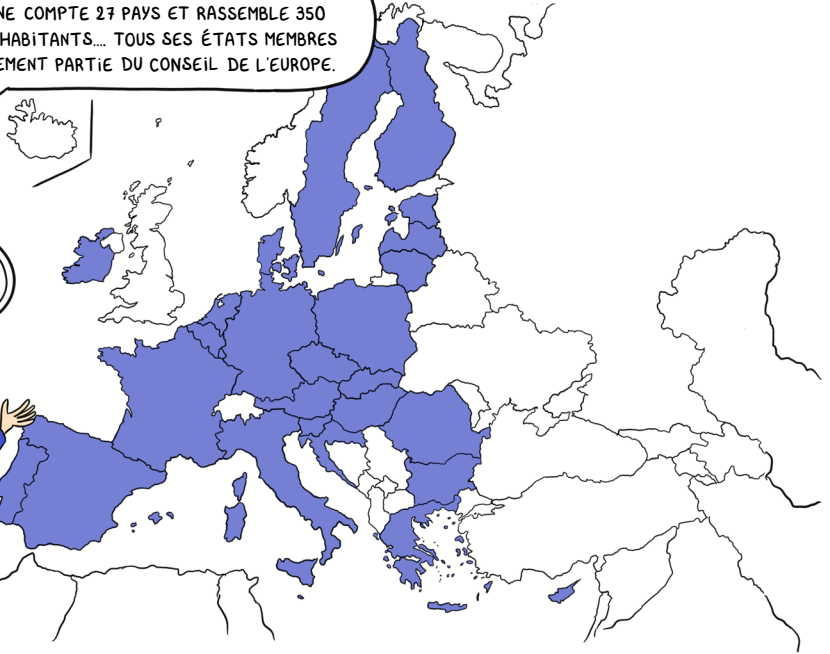 NE COMPTE 27 PAYS ET RASSEMBLE 350
HABITANTS.... TOUS SES ÉTATS MEMBRES
EMENT PARTIE DU CONSEIL DE L'EUROPE.